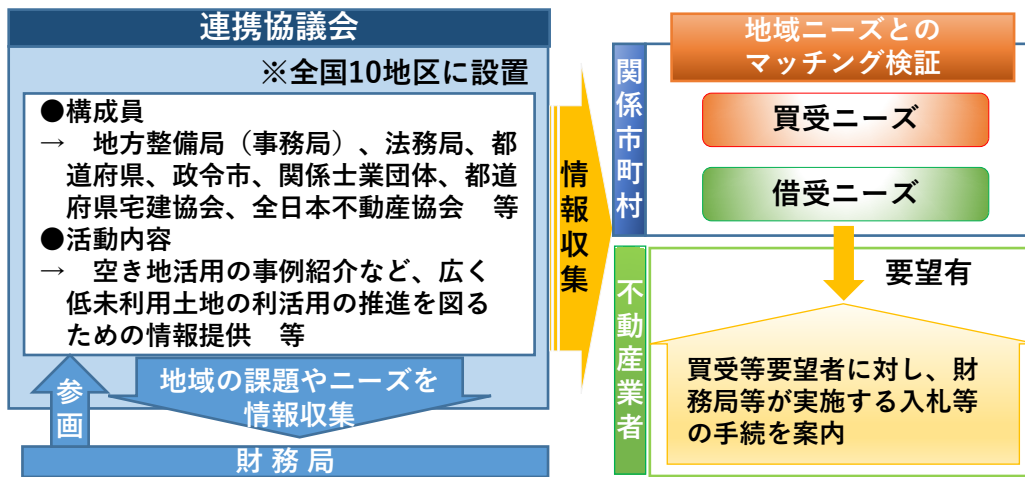 連携協議会
※全国10地区に設置
●構成員
→　地方整備局（事務局）、法務局、都
道府県、政令市、関係士業団体、都道
府県宅建協会、全日本不動産協会　等
●活動内容
→　空き地活用の事例紹介など、広く
低未利用土地の利活用の推進を図る
ための情報提供　等
参画
地域の課題やニーズを
情報収集
財務局
情報収集
関係市町村
地域ニーズとの
マッチング検証
買受ニーズ
借受ニーズ
要望有
不動産業者
買受等要望者に対し、財
務局等が実施する入札等
の手続を案内